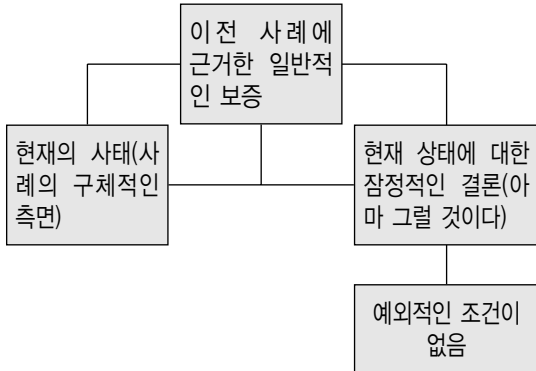 이전 사례에
근거한 일반적
인 보증
현재의 사태(사
례의 구체적인
측면)
현재 상태에 대한
잠정적인 결론(아
마 그럴 것이다)
예외적인 조건이
없음